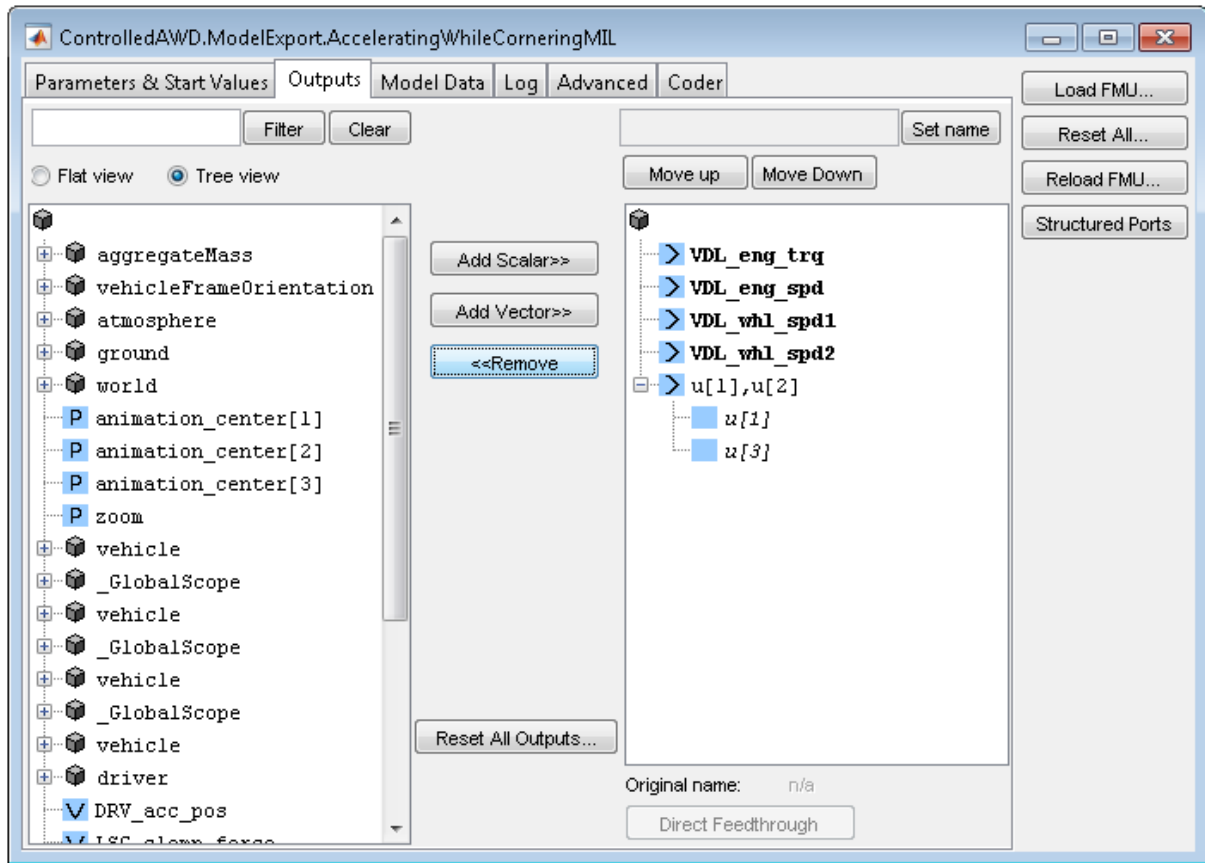 ControlledAWD.ModelExport.AcceleratingWhileCorneringMIL
Parameters & Start Values Outputs Model Data Log Advanced Coder
Load FMU...
Filter Clear Set name
Reset All...
Flat view Tree view
Move up Move Down
Reload FMU...
Structured Ports
aggregateMass
vehicleFrameOrientation
atmosphere
ground
world
P animation_center[1]
P animation_center[2]
P animation_center[3]
P zoom
vehicle
_GlobalScope
vehicle
_GlobalScope
vehicle
_GlobalScope
vehicle
driver
V DRV_acc_pos
Add Scalar>>
Add Vector>>
<<Remove
Reset All Outputs...
VDL_eng_trq
VDL_eng_spd
VDL_whl_spd1
VDL_whl_spd2
u[1],u[2]
u[1]
u[3]
Original name: n/a
Direct Feedthrough